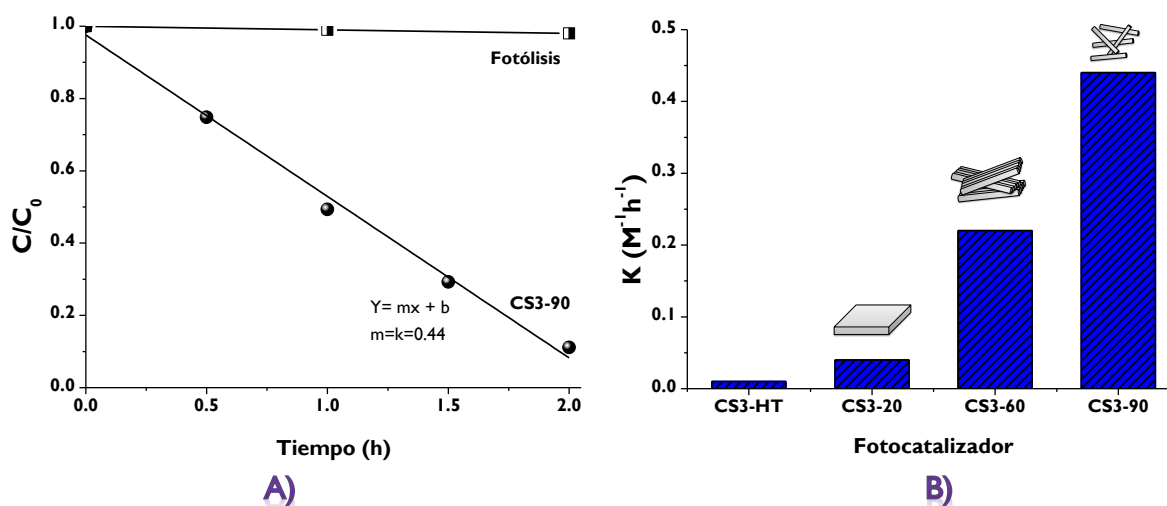 1.0
0.8
0.6
0.4
0.2
0.0
C/C₀
Fotólisis
CS3-90
Y= mx + b
m=k=0.44
0.0 0.5 1.0 1.5 2.0
Tiempo (h)
A)
0.5
0.4
0.3
0.2
0.1
0.0
K (M⁻¹h⁻¹)
CS3-HT CS3-20 CS3-60 CS3-90
Fotocatalizador
B)